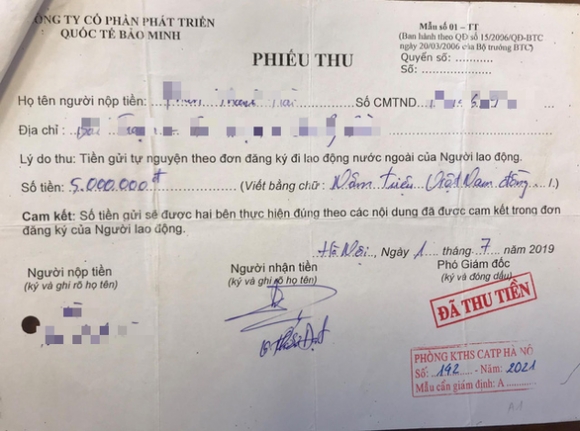 CÔNG TY CỔ PHẦN PHÁT TRIỂN
QUỐC TẾ BẢO MINH
Mẫu số 01 – TT
(Ban hành theo QĐ số 15/2006/QĐ-BTC
ngày 20/03/2006 của Bộ trưởng BTC)
Quyển số: ............
Số: ............
PHIẾU THU
Họ tên người nộp tiền: Số CMTND
Địa chỉ :
Lý do thu: Tiền gửi tự nguyện theo đơn đăng ký đi lao động nước ngoài của Người lao động.
Số tiền: 5.000.000đ (Viết bằng chữ : Năm triệu Việt Nam đồng ./.)
Cam kết: Số tiền gửi sẽ được hai bên thực hiện đúng theo các nội dung đã được cam kết trong đơn
đăng ký của Người lao động.
Hà Nội, Ngày 1 tháng 7 năm 2019
Người nộp tiền
(ký và ghi rõ họ tên)
Người nhận tiền
(ký và ghi rõ họ tên)
Phó Giám đốc
(ký và đóng dấu)
ĐÃ THU TIỀN
PHÒNG KTHS CATP HÀ NỘI
Số: 192 - Năm: 2021
Mẫu cần giám định: A
A1